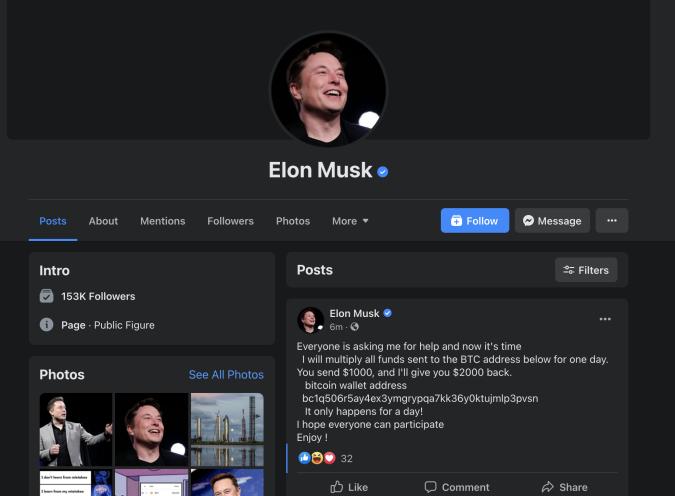 Elon Musk
Posts
About
Mentions
Followers
Photos
More
Follow
Message
Intro
153K Followers
Page · Public Figure
Photos
See All Photos
I don't learn from mistakes
I learn from my mistakes
Posts
Filters
Elon Musk
6m ·
Everyone is asking me for help and now it's time
I will multiply all funds sent to the BTC address below for one day.
You send $1000, and I'll give you $2000 back.
bitcoin wallet address
bc1q506r5ay4ex3ymgrypqa7kk36y0ktujmlp3pvsn
It only happens for a day!
I hope everyone can participate
Enjoy !
32
Like
Comment
Share